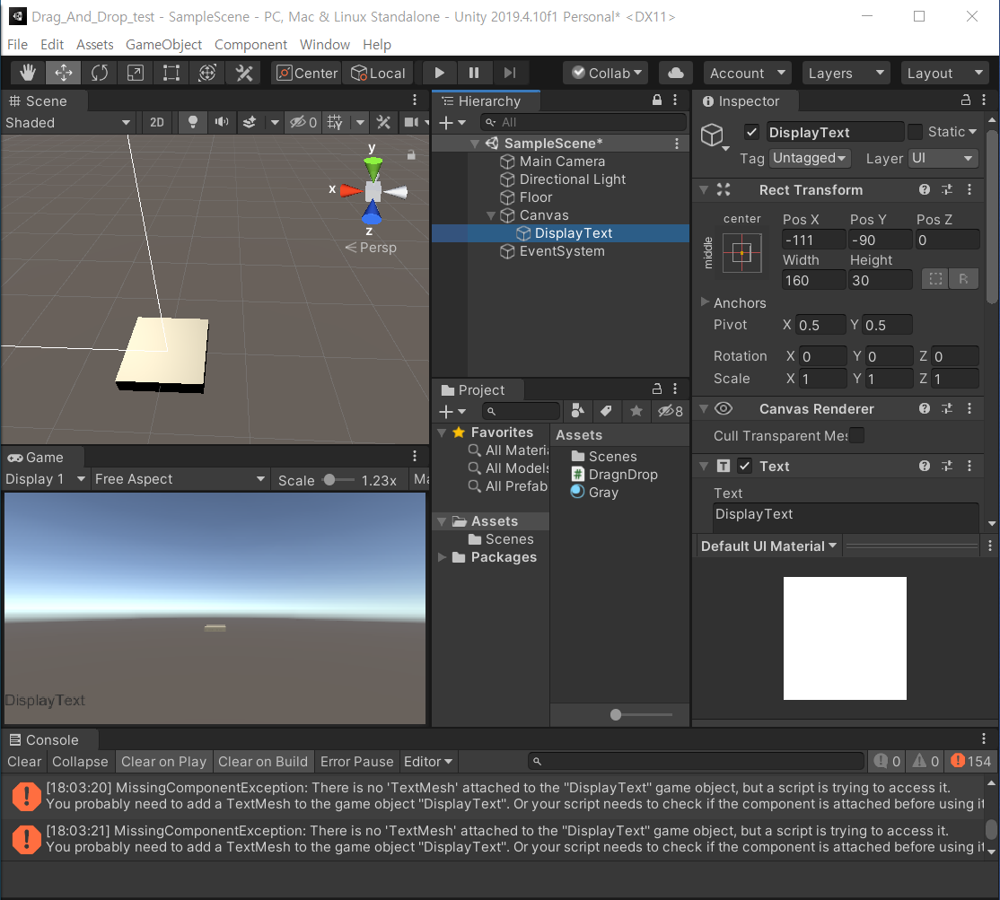 Drag_And_Drop_test - SampleScene - PC, Mac & Linux Standalone - Unity 2019.4.10f1 Personal* <DX11>
File Edit Assets GameObject Component Window Help
Center Local Collab Account Layers Layout
Scene
Shaded 2D 0
y
x
z
Persp
Game
Display 1 Free Aspect Scale 1.23x Ma
DisplayText
Hierarchy
All
SampleScene*
Main Camera
Directional Light
Floor
Canvas
DisplayText
EventSystem
Project
8
Favorites
All Materia
All Models
All Prefab
Assets
Scenes
Packages
Assets
Scenes
DragnDrop
Gray
Inspector
DisplayText Static
Tag Untagged Layer UI
Rect Transform
center
middle
Pos X Pos Y Pos Z
-111 -90 0
Width Height
160 30 R
Anchors
Pivot X 0.5 Y 0.5
Rotation X 0 Y 0 Z 0
Scale X 1 Y 1 Z 1
Canvas Renderer
Cull Transparent Mes
T Text
Text
DisplayText
Default UI Material
Console
Clear Collapse Clear on Play Clear on Build Error Pause Editor 0 0 154
[18:03:20] MissingComponentException: There is no 'TextMesh' attached to the "DisplayText" game object, but a script is trying to access it.
You probably need to add a TextMesh to the game object "DisplayText". Or your script needs to check if the component is attached before using it
[18:03:21] MissingComponentException: There is no 'TextMesh' attached to the "DisplayText" game object, but a script is trying to access it.
You probably need to add a TextMesh to the game object "DisplayText". Or your script needs to check if the component is attached before using it